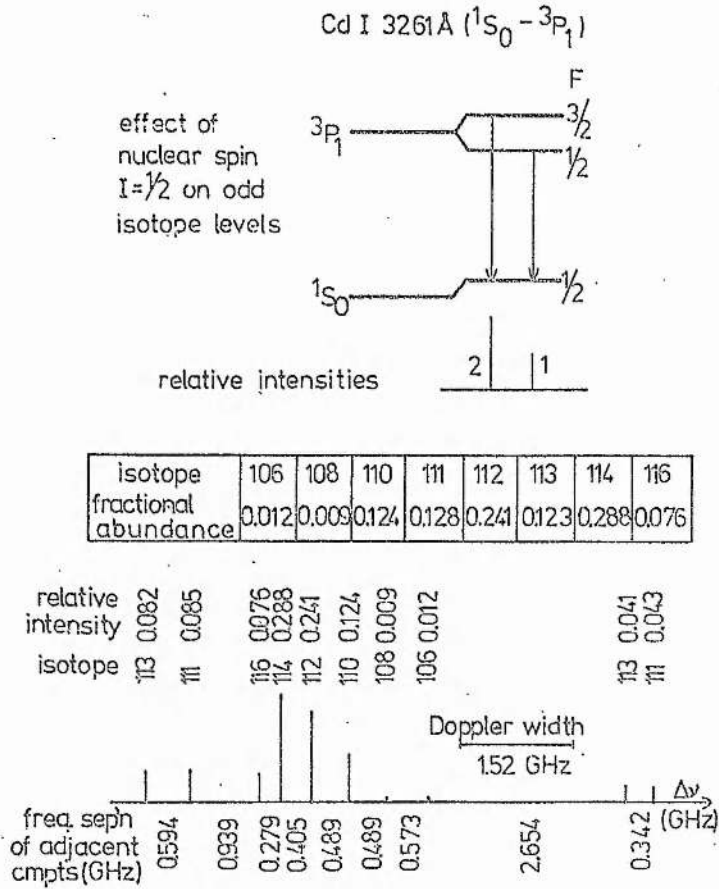 Cd I 3261Å (¹S₀ – ³P₁)
F
effect of
nuclear spin
I=½ on odd
isotope levels
³P₁
3/2
1/2
¹S₀
1/2
relative intensities
2
1
isotope 106 108 110 111 112 113 114 116
fractional abundance 0.012 0.009 0.124 0.128 0.241 0.123 0.288 0.076
relative intensity 0.082 0.085 0.076 0.288 0.241 0.124 0.009 0.012 0.041 0.043
isotope 113 111 116 114 112 110 108 106 113 111
Doppler width
1.52 GHz
Δν
(GHz)
freq. sep'n
of adjacent
cmpts(GHz)
0.594 0.939 0.279 0.405 0.489 0.489 0.573 2.654 0.342